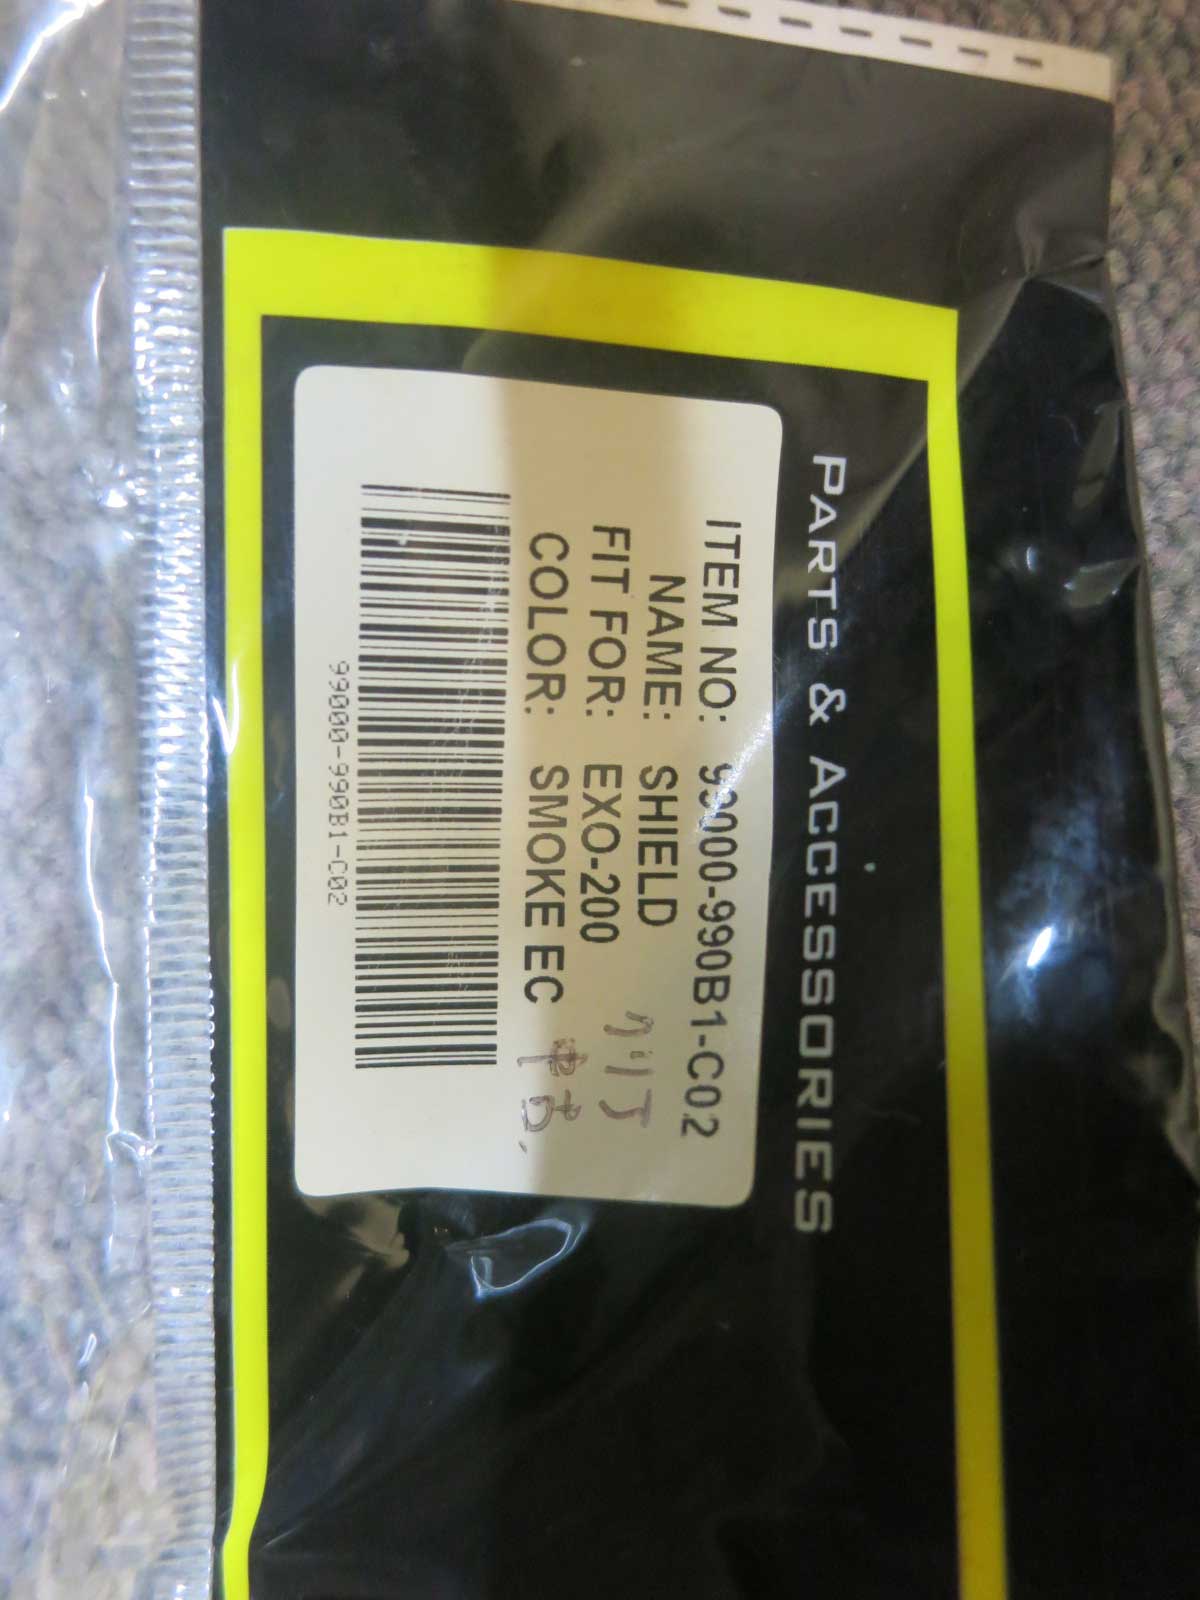 PARTS & ACCESSORIES
ITEM NO: 99000-990B1-C02
NAME: SHIELD
FIT FOR: EXO-200
COLOR: SMOKE EC
99000-990B1-C02